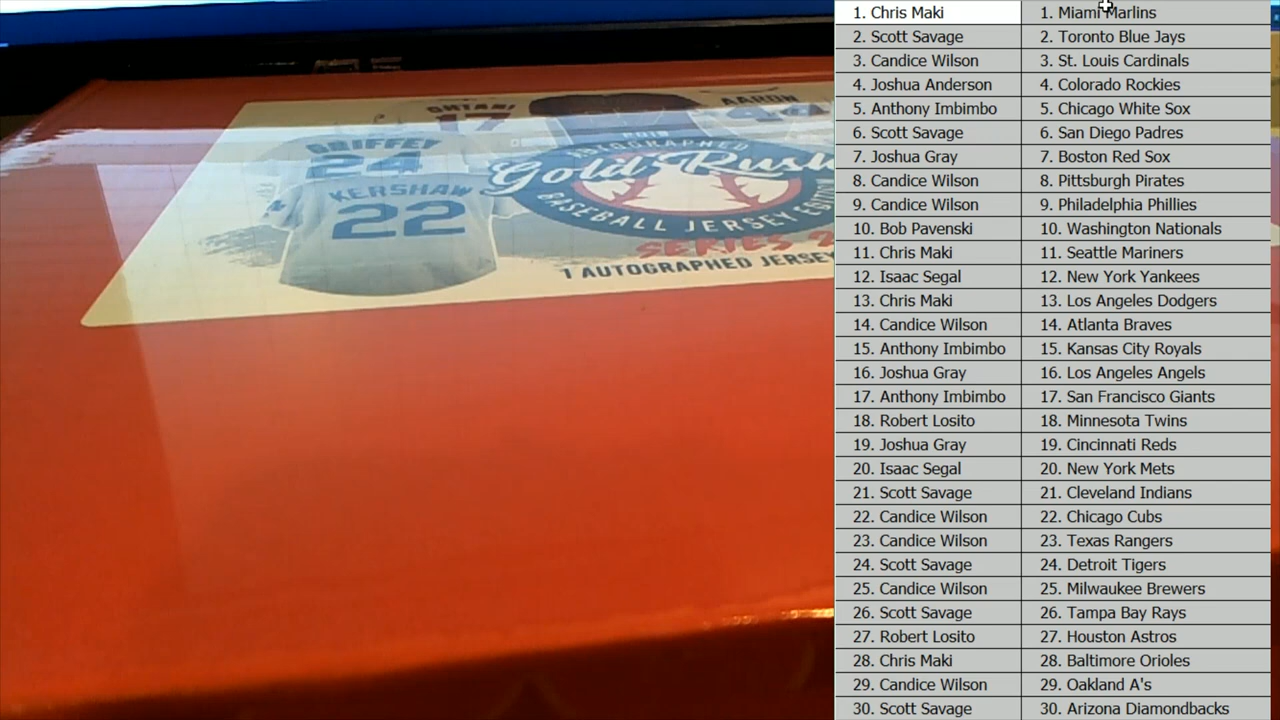 OHTANI
17
AARON
44
GRIFFEY
24
KERSHAW
22
2019
AUTOGRAPHED
Gold Rush
BASEBALL JERSEY EDITI
SERIES 2
1 AUTOGRAPHED JERSEY
1. Chris Maki 1. Miami Marlins
2. Scott Savage 2. Toronto Blue Jays
3. Candice Wilson 3. St. Louis Cardinals
4. Joshua Anderson 4. Colorado Rockies
5. Anthony Imbimbo 5. Chicago White Sox
6. Scott Savage 6. San Diego Padres
7. Joshua Gray 7. Boston Red Sox
8. Candice Wilson 8. Pittsburgh Pirates
9. Candice Wilson 9. Philadelphia Phillies
10. Bob Pavenski 10. Washington Nationals
11. Chris Maki 11. Seattle Mariners
12. Isaac Segal 12. New York Yankees
13. Chris Maki 13. Los Angeles Dodgers
14. Candice Wilson 14. Atlanta Braves
15. Anthony Imbimbo 15. Kansas City Royals
16. Joshua Gray 16. Los Angeles Angels
17. Anthony Imbimbo 17. San Francisco Giants
18. Robert Losito 18. Minnesota Twins
19. Joshua Gray 19. Cincinnati Reds
20. Isaac Segal 20. New York Mets
21. Scott Savage 21. Cleveland Indians
22. Candice Wilson 22. Chicago Cubs
23. Candice Wilson 23. Texas Rangers
24. Scott Savage 24. Detroit Tigers
25. Candice Wilson 25. Milwaukee Brewers
26. Scott Savage 26. Tampa Bay Rays
27. Robert Losito 27. Houston Astros
28. Chris Maki 28. Baltimore Orioles
29. Candice Wilson 29. Oakland A's
30. Scott Savage 30. Arizona Diamondbacks